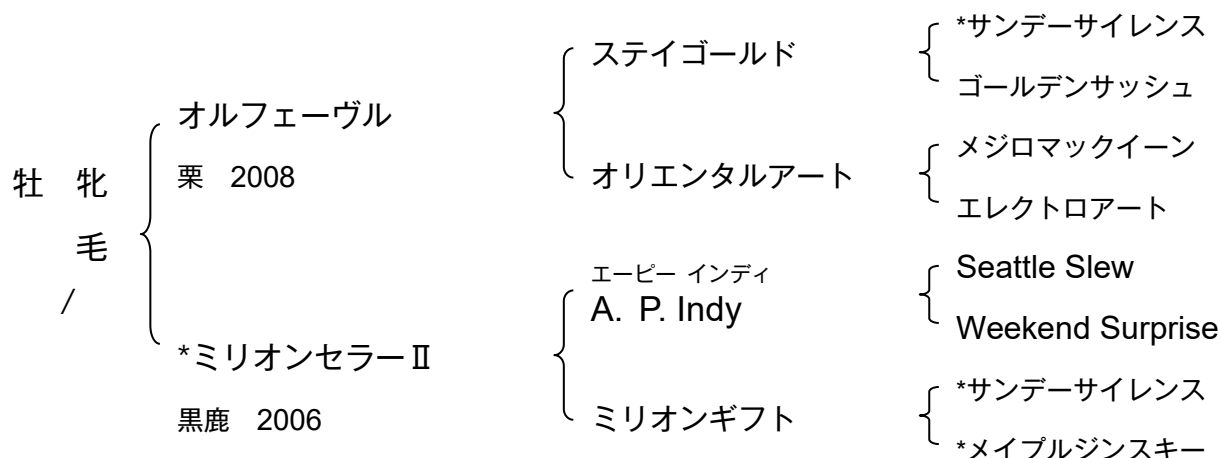 *サンデーサイレンス
ステイゴールド
ゴールデンサッシュ
オルフェーヴル
栗 2008
メジロマックイーン
オリエンタルアート
エレクトロアート
牡 牝
毛
/
エーピー インディ
A. P. Indy
Seattle Slew
Weekend Surprise
*ミリオンセラーⅡ
黒鹿 2006
*サンデーサイレンス
ミリオンギフト
*メイプルジンスキー